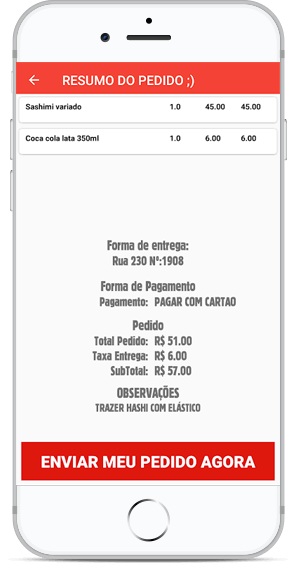 RESUMO DO PEDIDO ;)
Sashimi variado 1.0 45.00 45.00
Coca cola lata 350ml 1.0 6.00 6.00
Forma de entrega:
Rua 230 Nº:1908
Forma de Pagamento
Pagamento: PAGAR COM CARTAO
Pedido
Total Pedido: R$ 51.00
Taxa Entrega: R$ 6.00
SubTotal: R$ 57.00
OBSERVAÇÕES
TRAZER HASHI COM ELÁSTICO
ENVIAR MEU PEDIDO AGORA